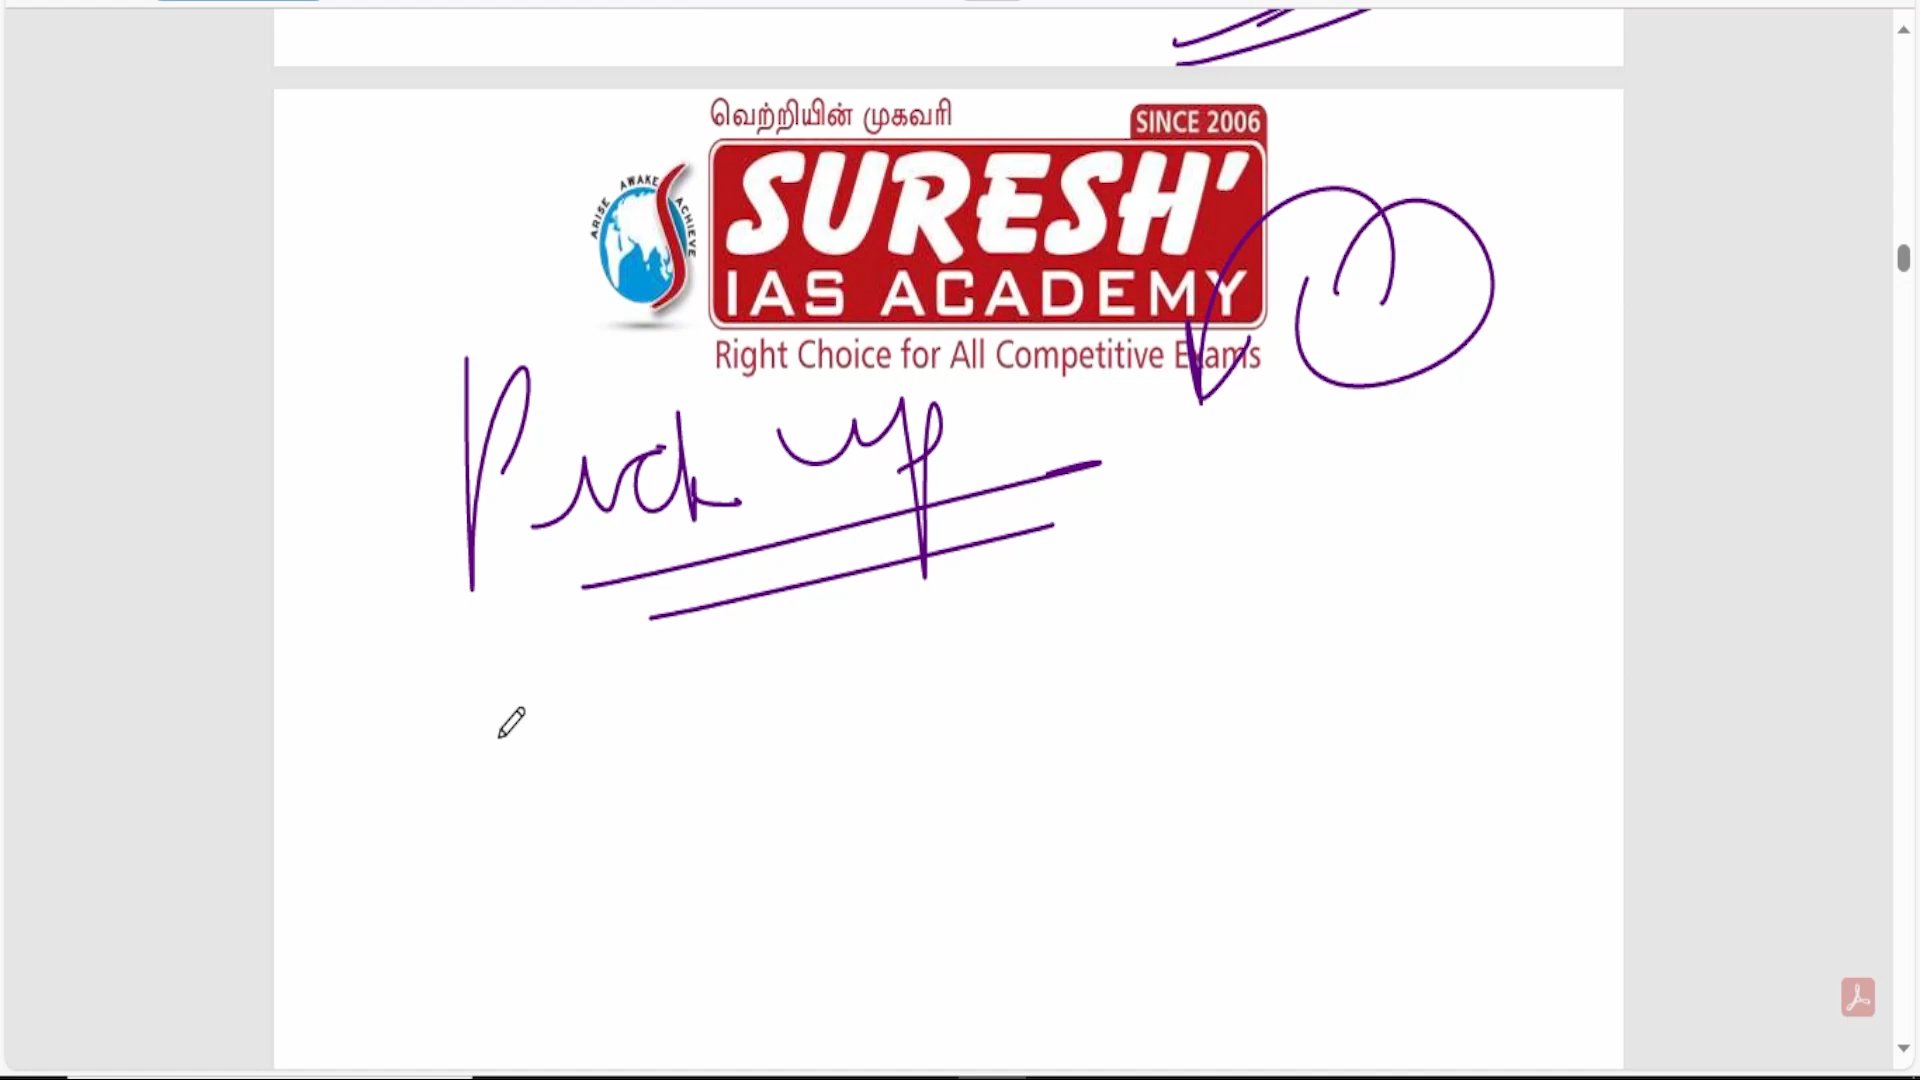 வெற்றியின் முகவரி
SINCE 2006
ARISE AWAKE ACHIEVE
SURESH'
IAS ACADEMY
Right Choice for All Competitive Exams
Pick up